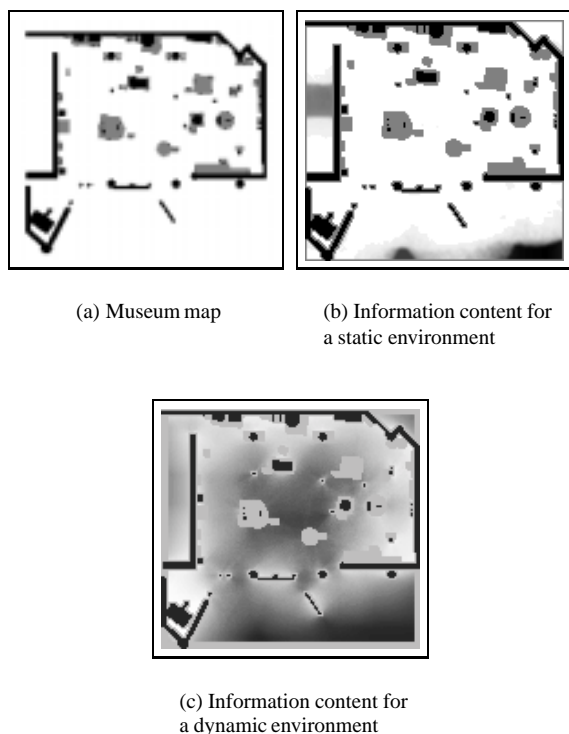 (a) Museum map
(b) Information content for
a static environment
(c) Information content for
a dynamic environment